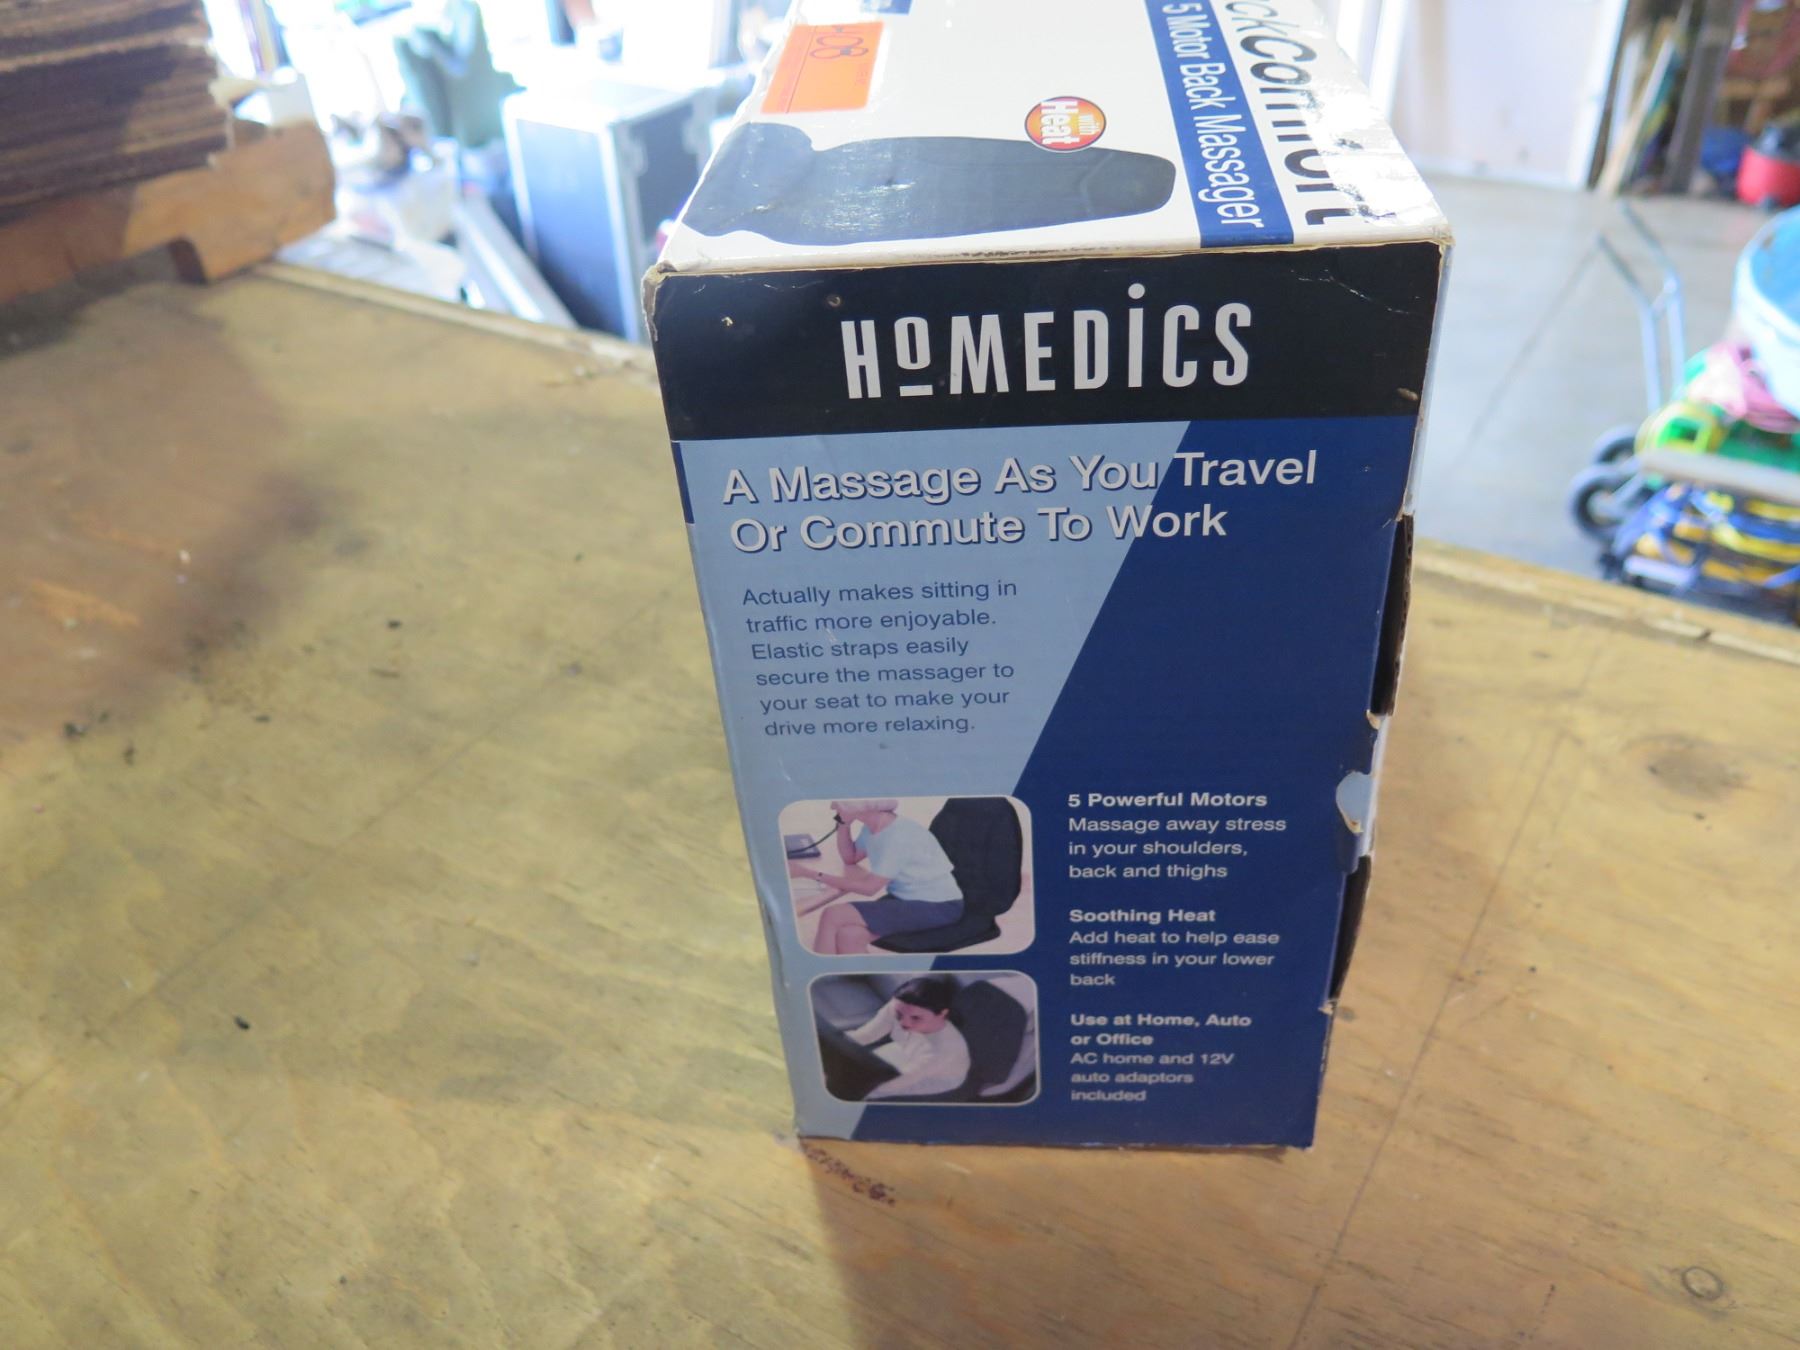 408
with
Heat
5 Motor Back Massager
HoMEDiCS
A Massage As You Travel
Or Commute To Work
Actually makes sitting in
traffic more enjoyable.
Elastic straps easily
secure the massager to
your seat to make your
drive more relaxing.
5 Powerful Motors
Massage away stress
in your shoulders,
back and thighs
Soothing Heat
Add heat to help ease
stiffness in your lower
back
Use at Home, Auto
or Office
AC home and 12V
auto adaptors
included